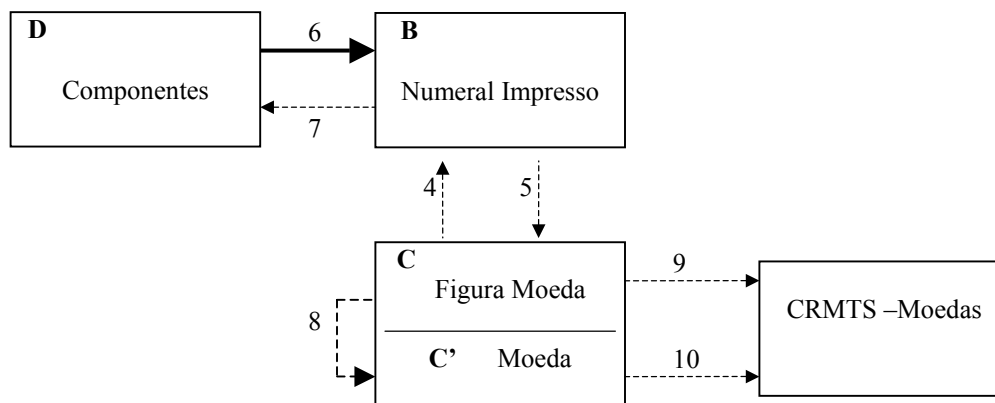 D
6
B
Componentes
Numeral Impresso
7
4
5
C
Figura Moeda
9
8
CRMTS –Moedas
C’ Moeda
10